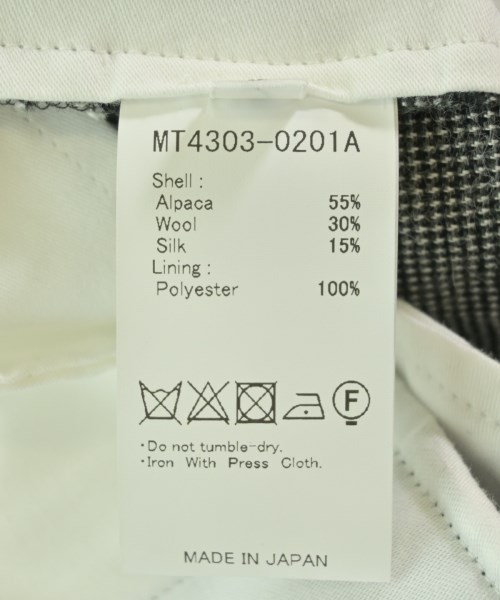 MT4303-0201A
Shell :
Alpaca 55%
Wool 30%
Silk 15%
Lining :
Polyester 100%
F
·Do not tumble-dry.
·Iron With Press Cloth.
MADE IN JAPAN